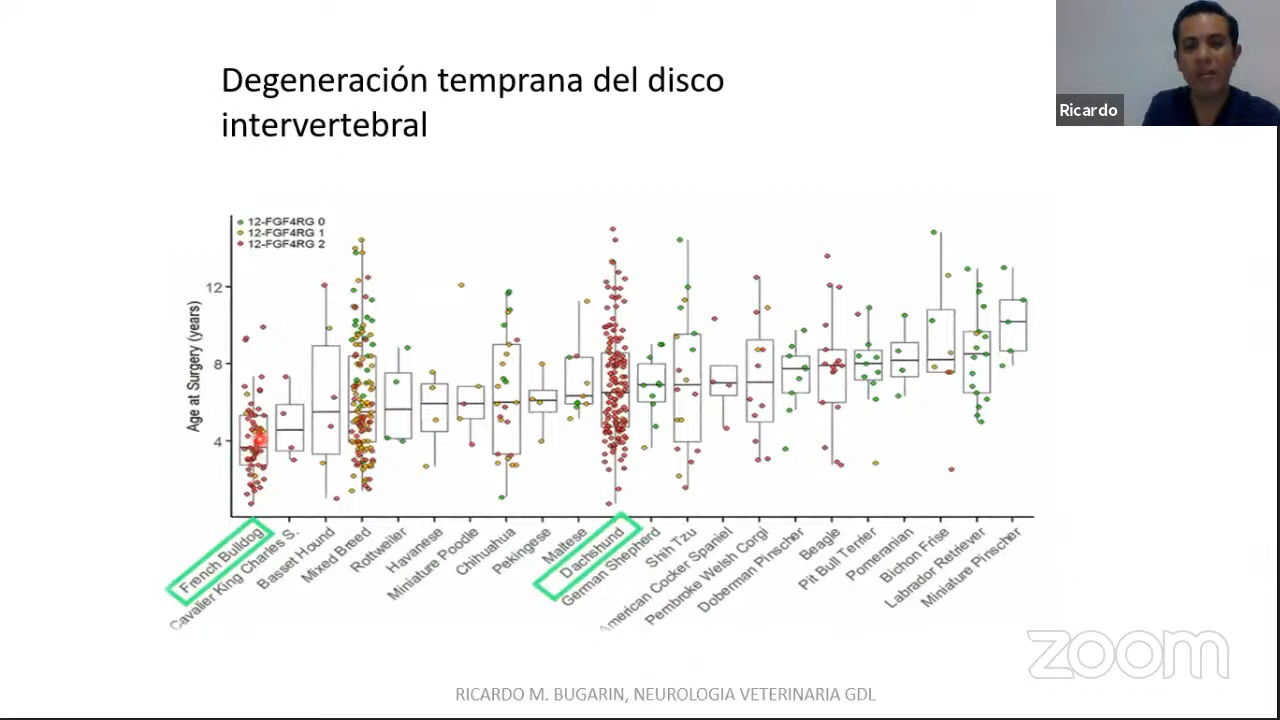 Degeneración temprana del disco
intervertebral
Ricardo
12-FGF4RG 0
12-FGF4RG 1
12-FGF4RG 2
Age at Surgery (years)
12
8
4
French Bulldog
Cavalier King Charles S.
Basset Hound
Mixed Breed
Rottweiler
Havanese
Miniature Poodle
Chihuahua
Pekingese
Maltese
Dachshund
German Shepherd
Shih Tzu
American Cocker Spaniel
Pembroke Welsh Corgi
Doberman Pinscher
Beagle
Pit Bull Terrier
Pomeranian
Bichon Frise
Labrador Retriever
Miniature Pinscher
zoom
RICARDO M. BUGARIN, NEUROLOGIA VETERINARIA GDL